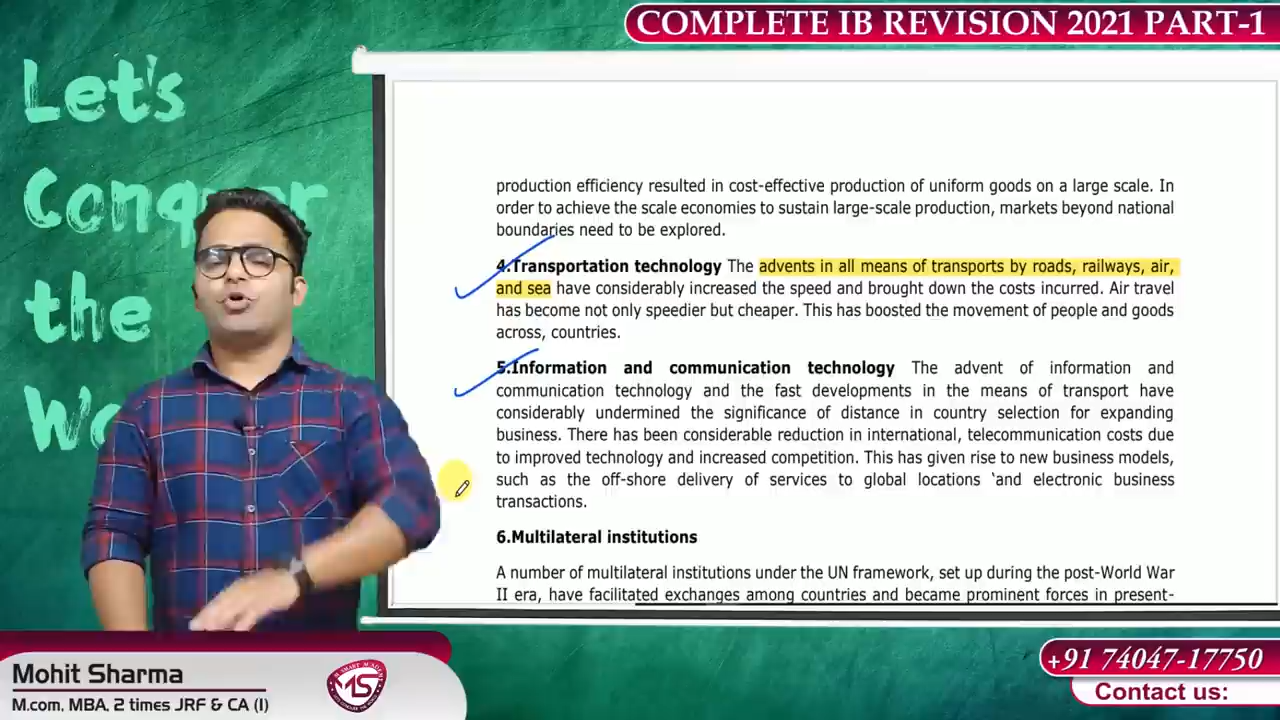 COMPLETE IB REVISION 2021 PART-1
Let's
the
production efficiency resulted in cost-effective production of uniform goods on a large scale. In
order to achieve the scale economies to sustain large-scale production, markets beyond national
boundaries need to be explored.
4.Transportation technology The advents in all means of transports by roads, railways, air,
and sea have considerably increased the speed and brought down the costs incurred. Air travel
has become not only speedier but cheaper. This has boosted the movement of people and goods
across, countries.
5.Information and communication technology The advent of information and
communication technology and the fast developments in the means of transport have
considerably undermined the significance of distance in country selection for expanding
business. There has been considerable reduction in international, telecommunication costs due
to improved technology and increased competition. This has given rise to new business models,
such as the off-shore delivery of services to global locations ‘and electronic business
transactions.
6.Multilateral institutions
A number of multilateral institutions under the UN framework, set up during the post-World War
II era, have facilitated exchanges among countries and became prominent forces in present-
Mohit Sharma
M.com, MBA, 2 times JRF & CA (I)
MS
+91 74047-17750
Contact us: